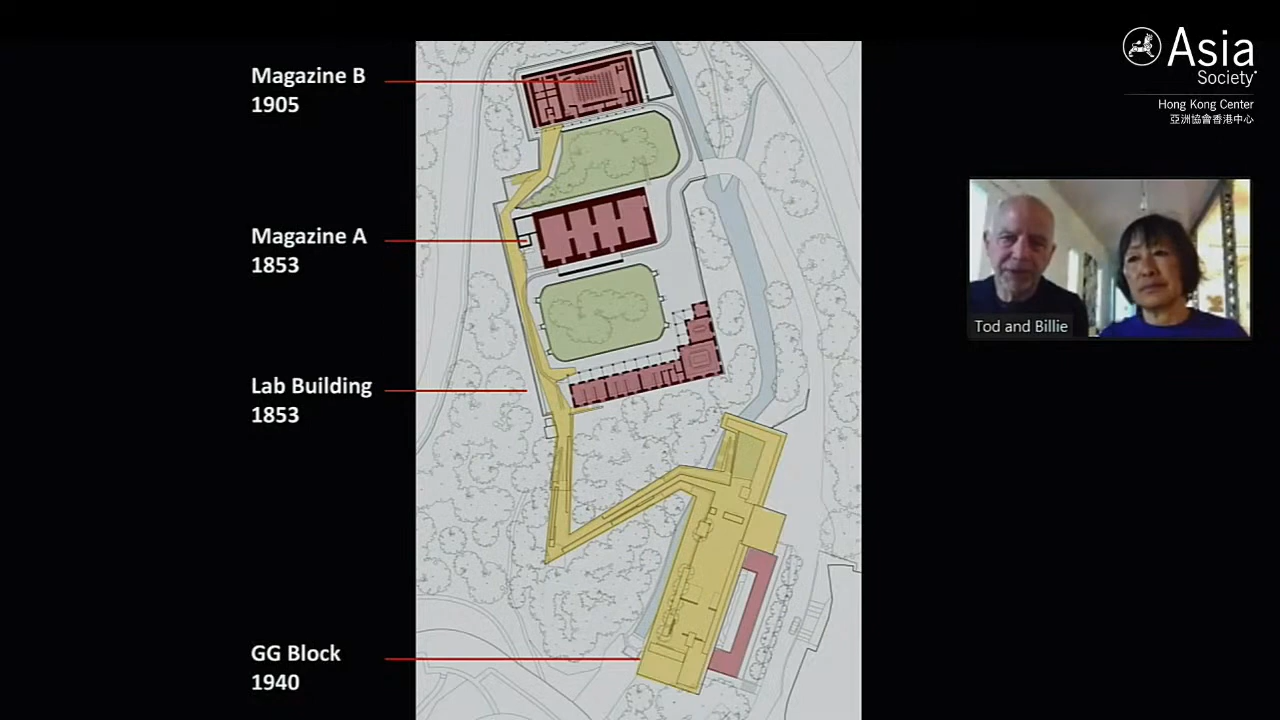 Magazine B
1905
Magazine A
1853
Lab Building
1853
GG Block
1940
Asia
Society
Hong Kong Center
亞洲協會香港中心
Tod and Billie